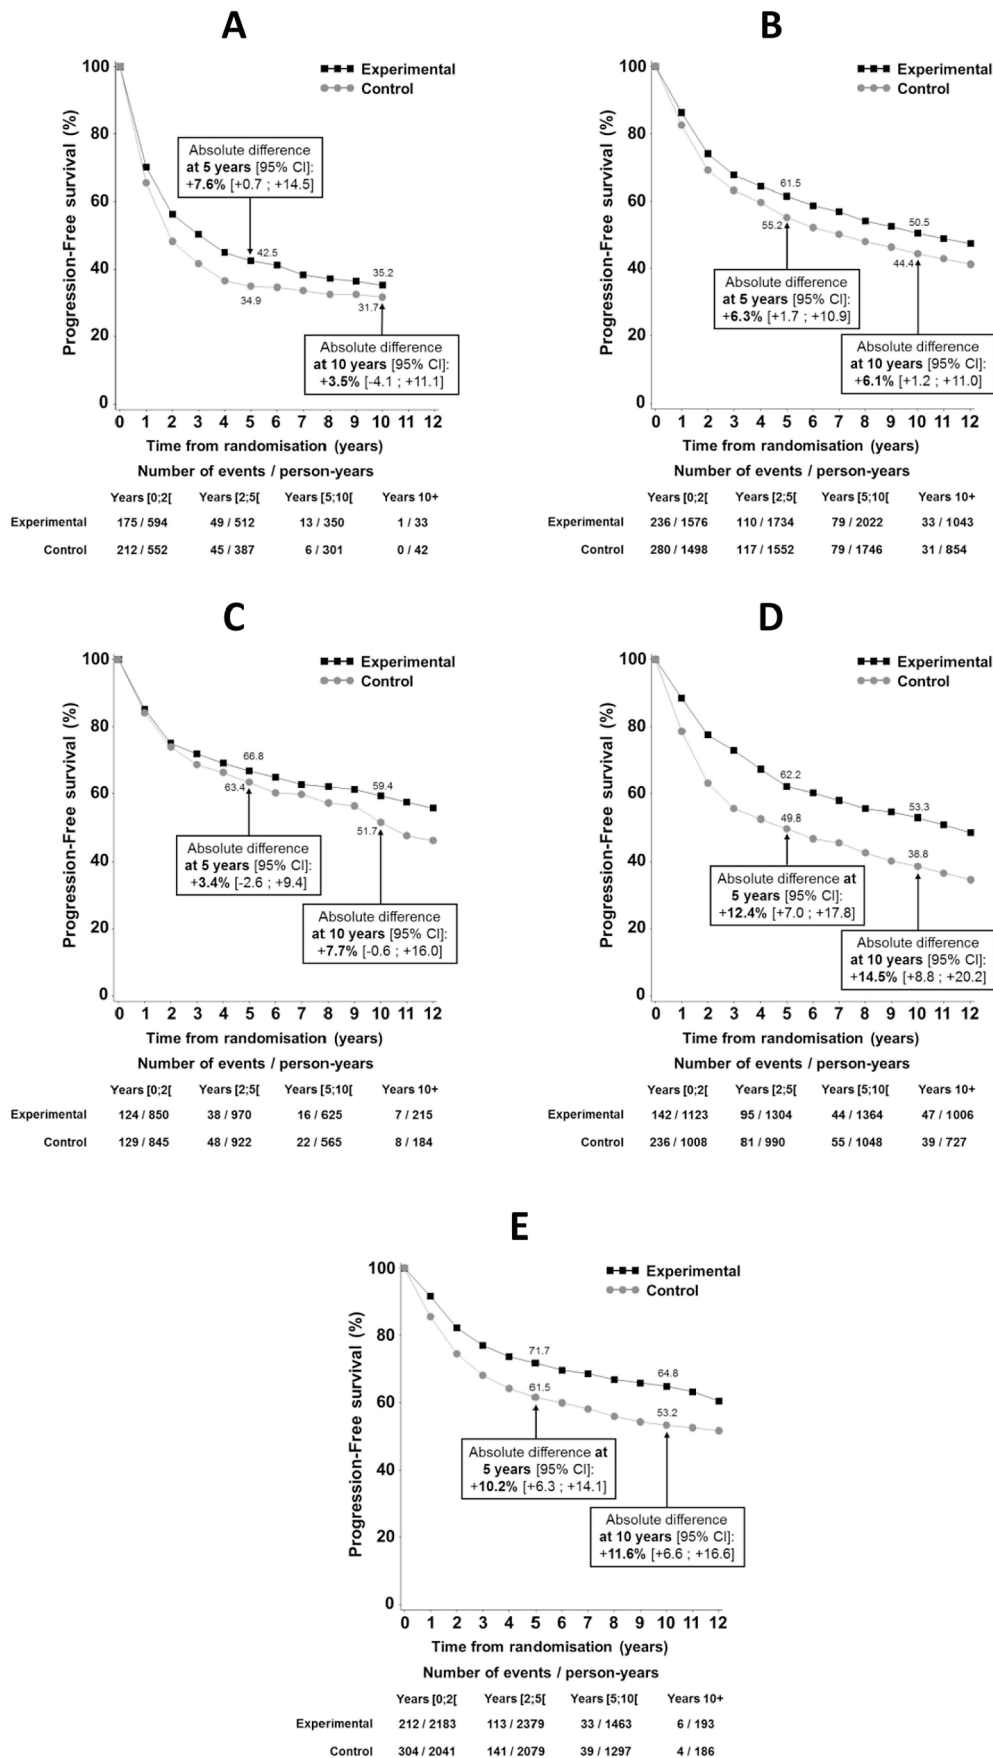 A
Progression-Free survival (%)
100
80
60
40
20
0
Experimental
Control
Absolute difference
at 5 years [95% CI]:
+7.6% [+0.7 ; +14.5]
42.5
34.9
35.2
31.7
Absolute difference
at 10 years [95% CI]:
+3.5% [-4.1 ; +11.1]
0 1 2 3 4 5 6 7 8 9 10 11 12
Time from randomisation (years)
Number of events / person-years
Years [0;2[ Years [2;5[ Years [5;10[ Years 10+
Experimental 175 / 594 49 / 512 13 / 350 1 / 33
Control 212 / 552 45 / 387 6 / 301 0 / 42
B
Progression-Free survival (%)
100
80
60
40
20
0
Experimental
Control
61.5
55.2
50.5
44.4
Absolute difference
at 5 years [95% CI]:
+6.3% [+1.7 ; +10.9]
Absolute difference
at 10 years [95% CI]:
+6.1% [+1.2 ; +11.0]
0 1 2 3 4 5 6 7 8 9 10 11 12
Time from randomisation (years)
Number of events / person-years
Years [0;2[ Years [2;5[ Years [5;10[ Years 10+
Experimental 236 / 1576 110 / 1734 79 / 2022 33 / 1043
Control 280 / 1498 117 / 1552 79 / 1746 31 / 854
C
Progression-Free survival (%)
100
80
60
40
20
0
Experimental
Control
66.8
63.4
59.4
51.7
Absolute difference
at 5 years [95% CI]:
+3.4% [-2.6 ; +9.4]
Absolute difference
at 10 years [95% CI]:
+7.7% [-0.6 ; +16.0]
0 1 2 3 4 5 6 7 8 9 10 11 12
Time from randomisation (years)
Number of events / person-years
Years [0;2[ Years [2;5[ Years [5;10[ Years 10+
Experimental 124 / 850 38 / 970 16 / 625 7 / 215
Control 129 / 845 48 / 922 22 / 565 8 / 184
D
Progression-Free survival (%)
100
80
60
40
20
0
Experimental
Control
62.2
49.8
53.3
38.8
Absolute difference at
5 years [95% CI]:
+12.4% [+7.0 ; +17.8]
Absolute difference
at 10 years [95% CI]:
+14.5% [+8.8 ; +20.2]
0 1 2 3 4 5 6 7 8 9 10 11 12
Time from randomisation (years)
Number of events / person-years
Years [0;2[ Years [2;5[ Years [5;10[ Years 10+
Experimental 142 / 1123 95 / 1304 44 / 1364 47 / 1006
Control 236 / 1008 81 / 990 55 / 1048 39 / 727
E
Progression-Free survival (%)
100
80
60
40
20
0
Experimental
Control
71.7
61.5
64.8
53.2
Absolute difference at
5 years [95% CI]:
+10.2% [+6.3 ; +14.1]
Absolute difference
at 10 years [95% CI]:
+11.6% [+6.6 ; +16.6]
0 1 2 3 4 5 6 7 8 9 10 11 12
Time from randomisation (years)
Number of events / person-years
Years [0;2[ Years [2;5[ Years [5;10[ Years 10+
Experimental 212 / 2183 113 / 2379 33 / 1463 6 / 193
Control 304 / 2041 141 / 2079 39 / 1297 4 / 186